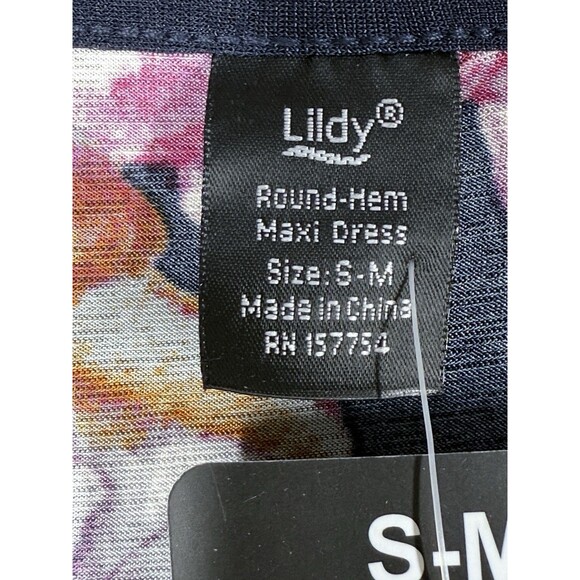 Lildy®
Round-Hem
Maxi Dress
Size: S-M
Made in China
RN 157754
S-M